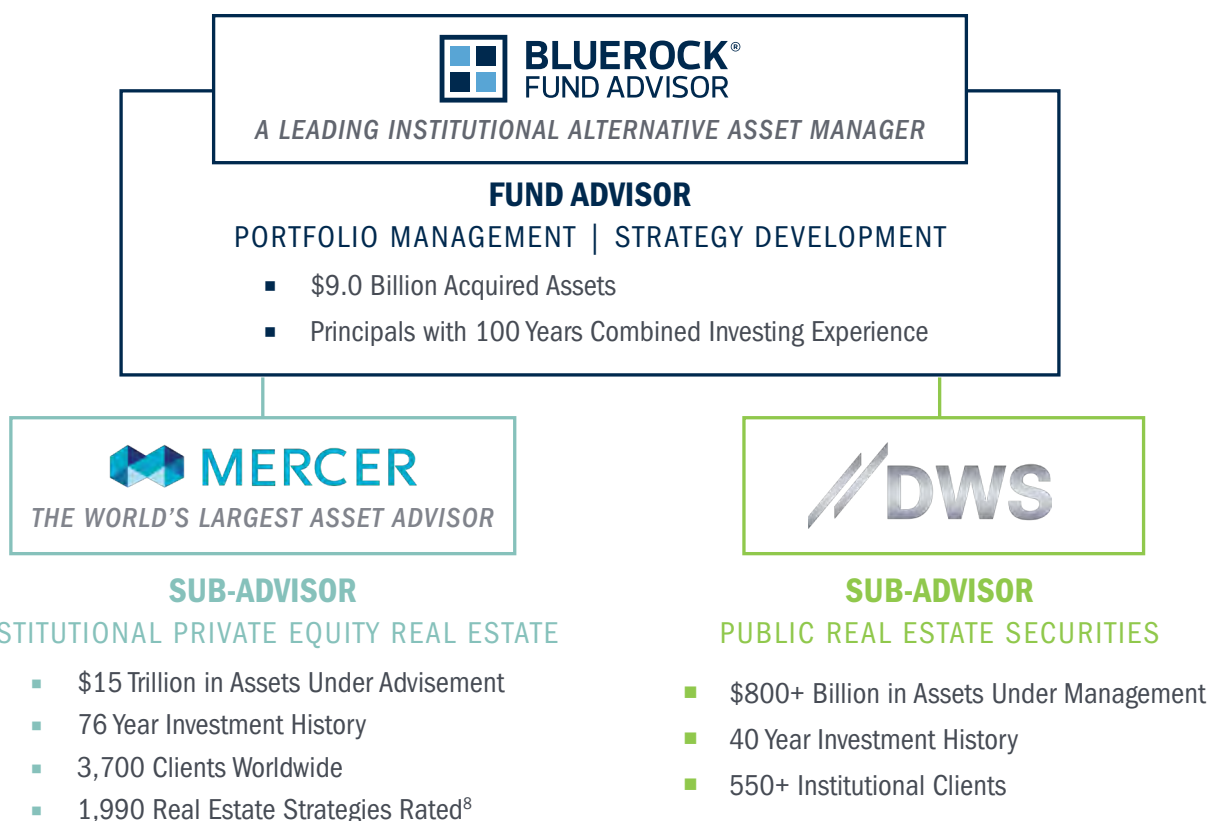 BLUEROCK®
FUND ADVISOR
A LEADING INSTITUTIONAL ALTERNATIVE ASSET MANAGER
FUND ADVISOR
PORTFOLIO MANAGEMENT | STRATEGY DEVELOPMENT
▪ $9.0 Billion Acquired Assets
▪ Principals with 100 Years Combined Investing Experience
MERCER
THE WORLD'S LARGEST ASSET ADVISOR
SUB-ADVISOR
STITUTIONAL PRIVATE EQUITY REAL ESTATE
▪ $15 Trillion in Assets Under Advisement
▪ 76 Year Investment History
▪ 3,700 Clients Worldwide
▪ 1,990 Real Estate Strategies Rated⁸
DWS
SUB-ADVISOR
PUBLIC REAL ESTATE SECURITIES
▪ $800+ Billion in Assets Under Management
▪ 40 Year Investment History
▪ 550+ Institutional Clients